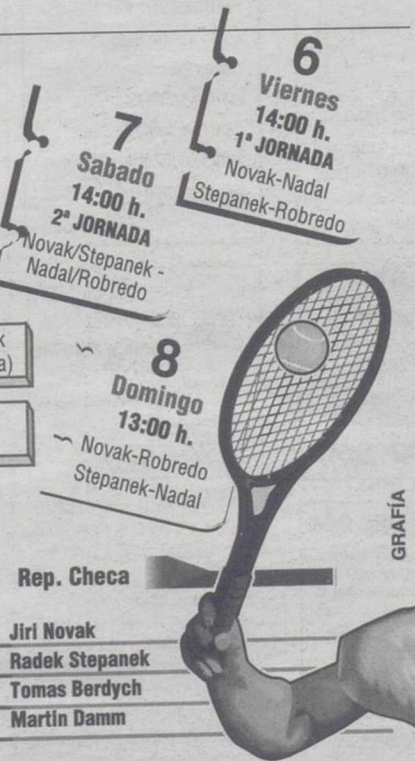 6
Viernes
14:00 h.
1ª JORNADA
Novak-Nadal
Stepanek-Robredo
7
Sabado
14:00 h.
2ª JORNADA
Novak/Stepanek -
Nadal/Robredo
8
Domingo
13:00 h.
Novak-Robredo
Stepanek-Nadal
GRAFÍA
Rep. Checa
Jiri Novak
Radek Stepanek
Tomas Berdych
Martin Damm